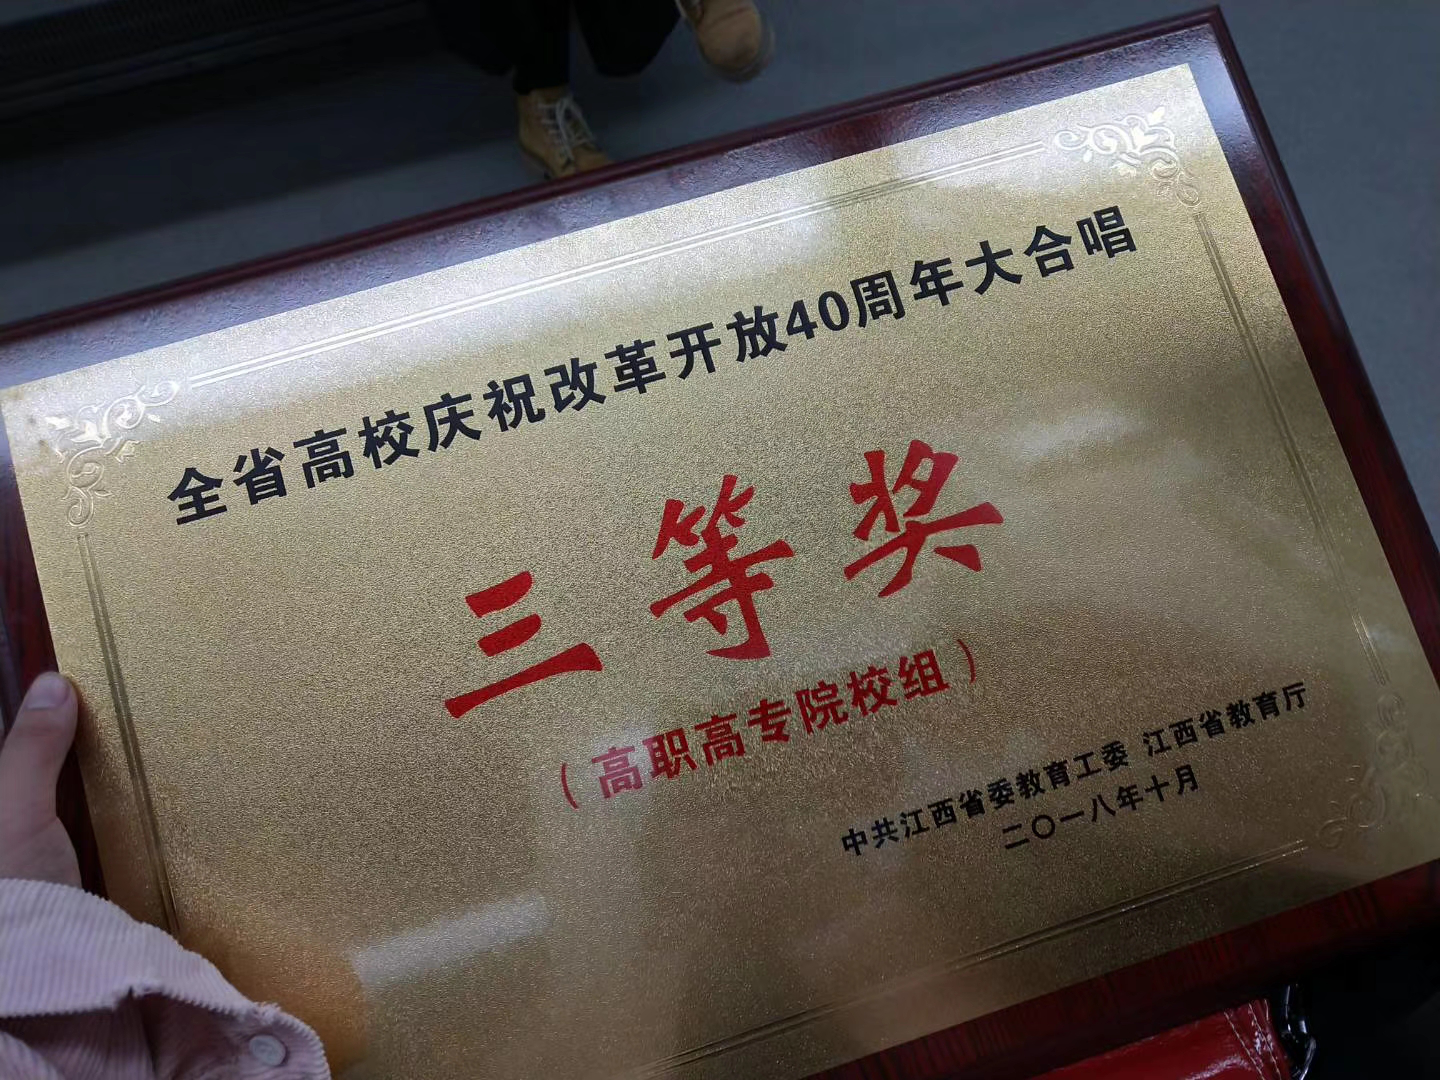 全省高校庆祝改革开放40周年大合唱
三等奖
（高职高专院校组）
中共江西省委教育工委 江西省教育厅
二〇一八年十月